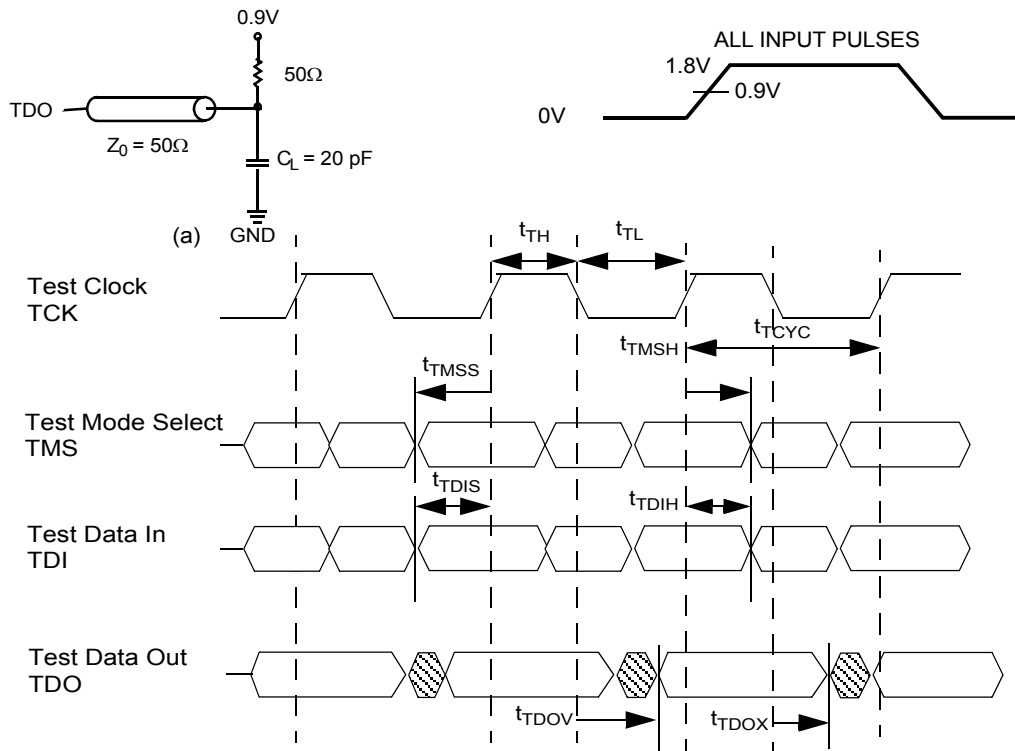 0.9V
50Ω
TDO
Z0 = 50Ω
CL = 20 pF
(a)
GND
ALL INPUT PULSES
1.8V
0.9V
0V
tTH
tTL
Test Clock
TCK
tTMSH
tTCYC
tTMSS
Test Mode Select
TMS
tTDIS
tTDIH
Test Data In
TDI
Test Data Out
TDO
tTDOV
tTDOX